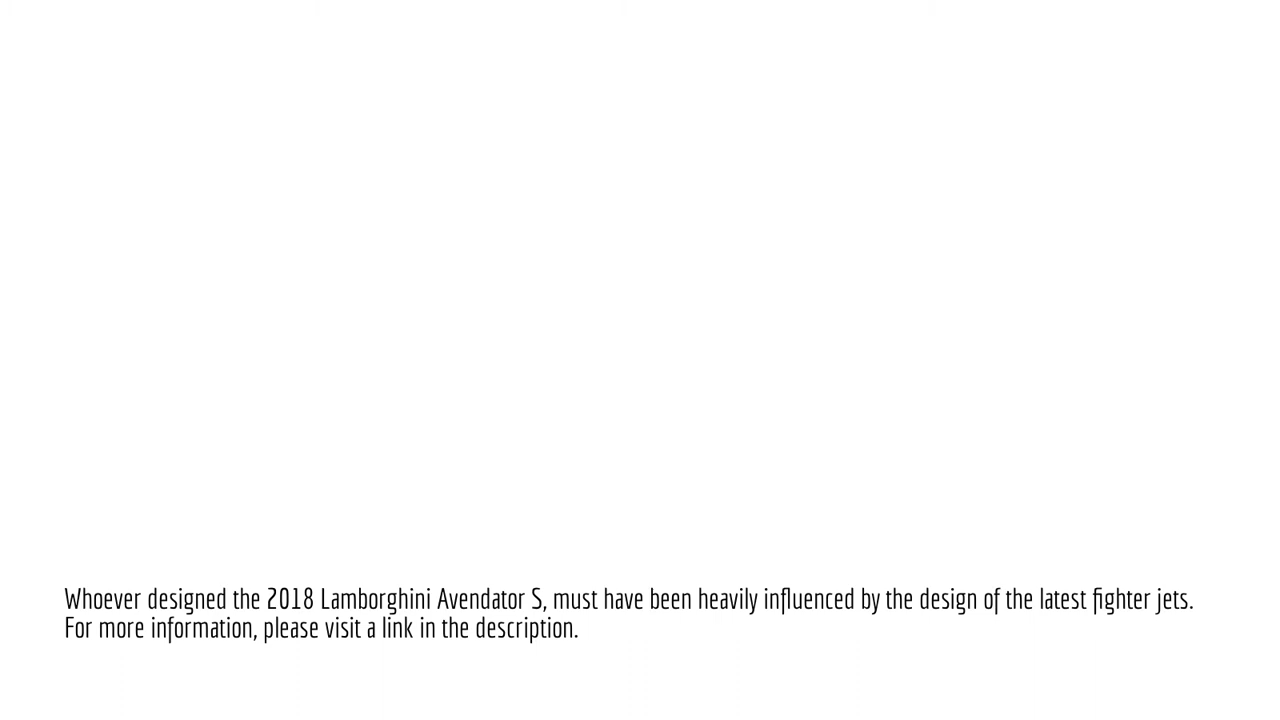 Whoever designed the 2018 Lamborghini Avendator S, must have been heavily influenced by the design of the latest fighter jets.
For more information, please visit a link in the description.